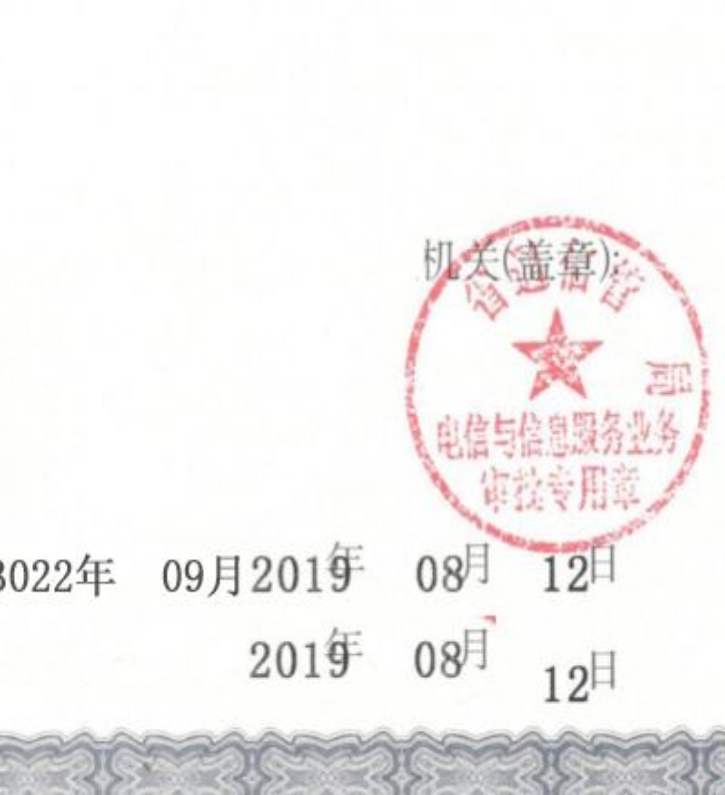 机关(盖章):
省通信管
局
电信与信息服务业务
审批专用章
3022年 09月2019年 08月 12日
2019年 08月 12日